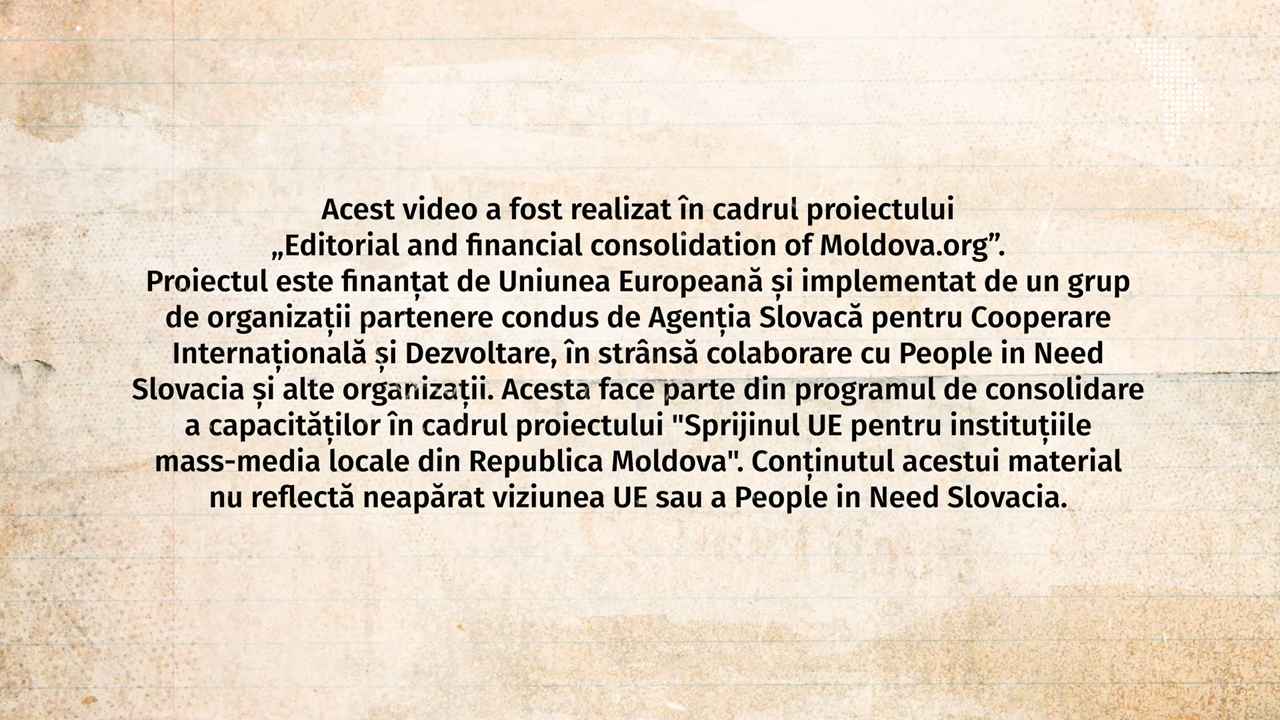 Acest video a fost realizat în cadrul proiectului
„Editorial and financial consolidation of Moldova.org”.
Proiectul este finanțat de Uniunea Europeană și implementat de un grup
de organizații partenere condus de Agenția Slovacă pentru Cooperare
Internațională și Dezvoltare, în strânsă colaborare cu People in Need
Slovacia și alte organizații. Acesta face parte din programul de consolidare
a capacităților în cadrul proiectului "Sprijinul UE pentru instituțiile
mass-media locale din Republica Moldova". Conținutul acestui material
nu reflectă neapărat viziunea UE sau a People in Need Slovacia.